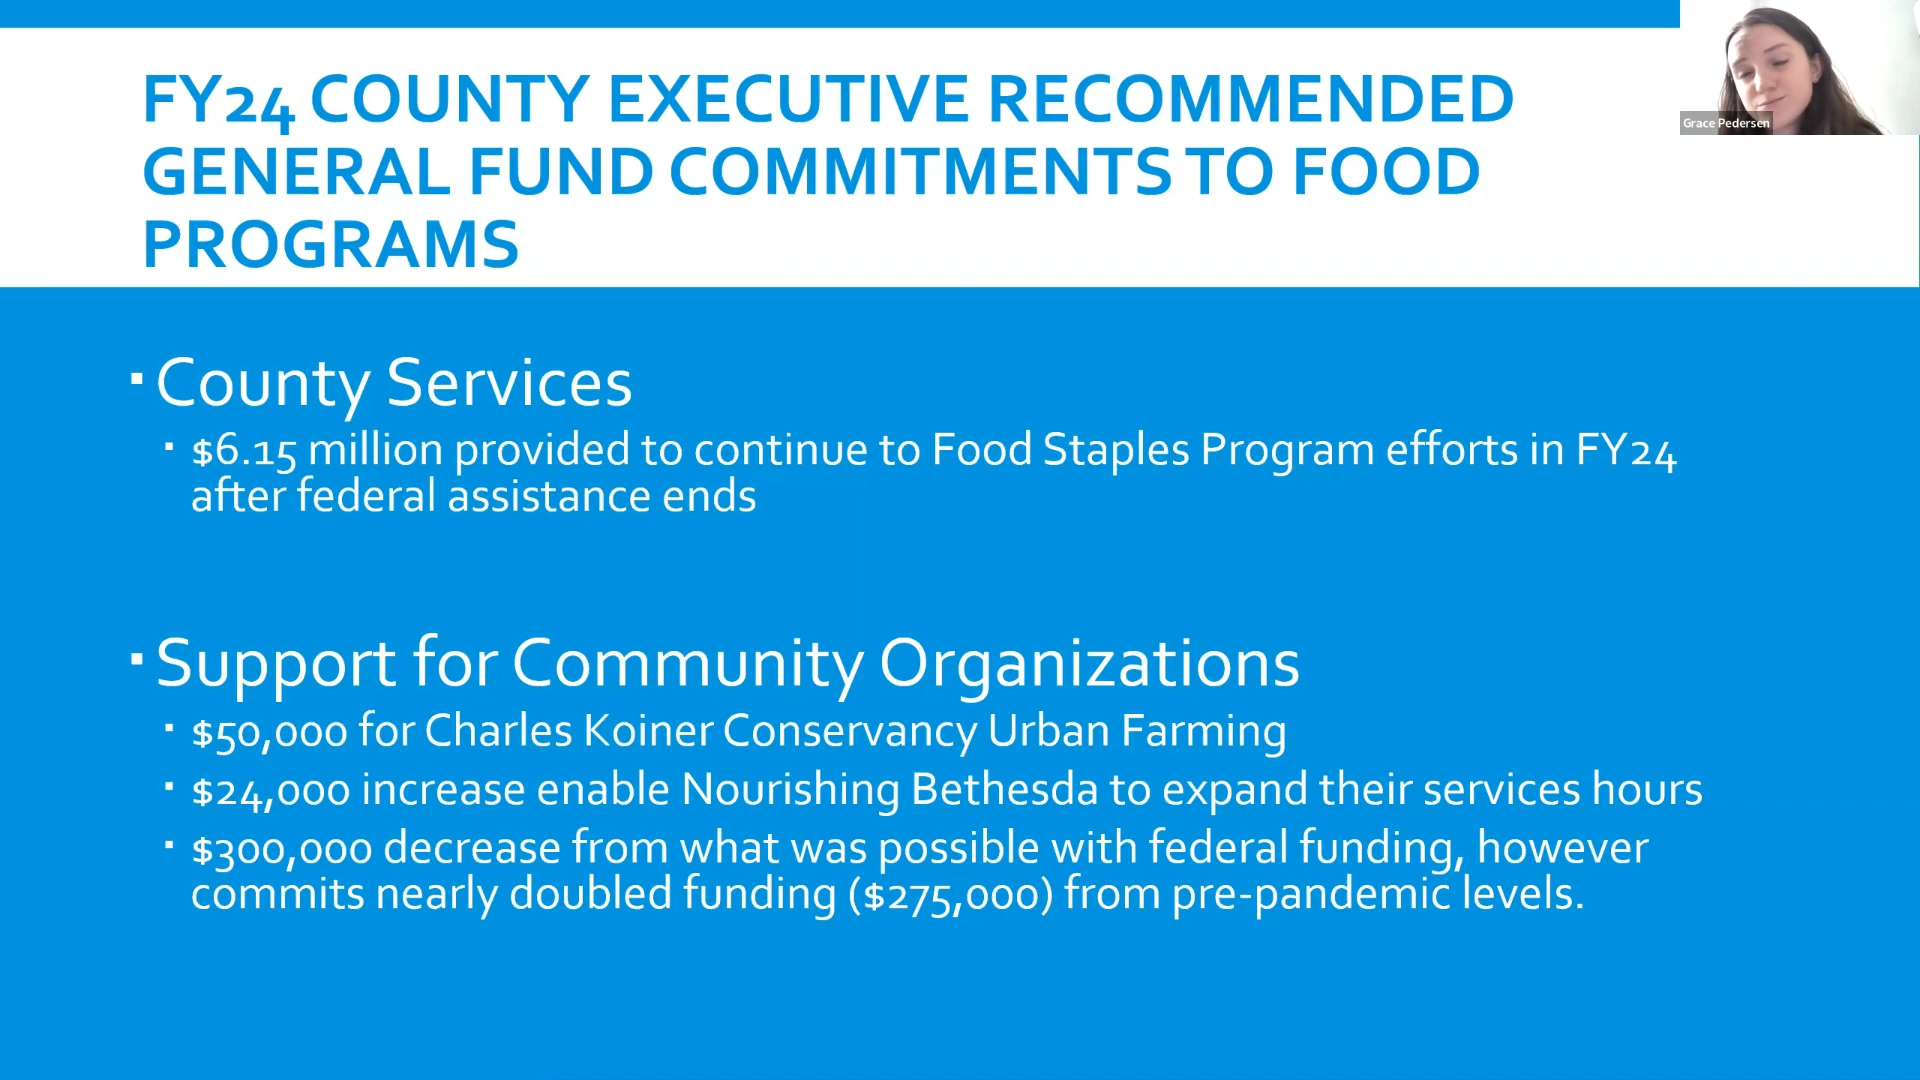 FY24 COUNTY EXECUTIVE RECOMMENDED
GENERAL FUND COMMITMENTS TO FOOD
PROGRAMS
Grace Pedersen
▪ County Services
▪ $6.15 million provided to continue to Food Staples Program efforts in FY24
after federal assistance ends
▪ Support for Community Organizations
▪ $50,000 for Charles Koiner Conservancy Urban Farming
▪ $24,000 increase enable Nourishing Bethesda to expand their services hours
▪ $300,000 decrease from what was possible with federal funding, however
commits nearly doubled funding ($275,000) from pre-pandemic levels.